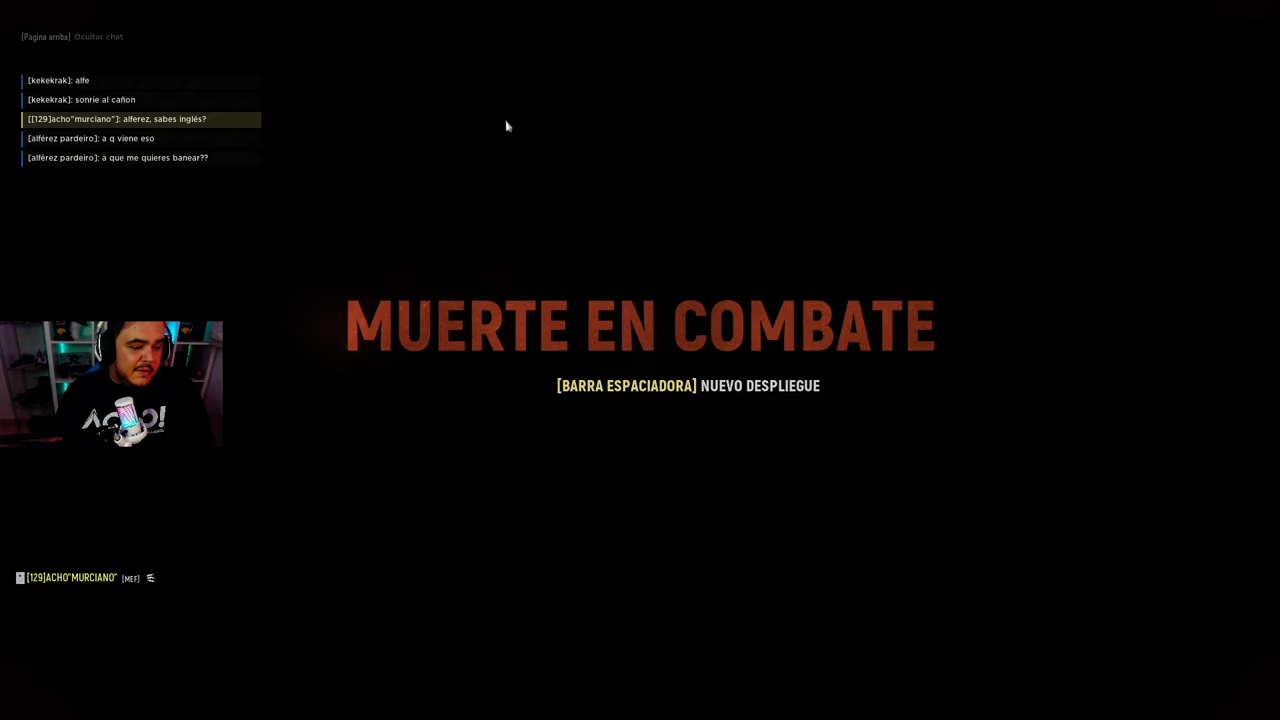 [Página arriba] Ocultar chat
[kekekrak]: alfe
[kekekrak]: sonrie al cañon
[[129]acho"murciano"]: alferez, sabes inglés?
[alférez pardeiro]: a q viene eso
[alférez pardeiro]: a que me quieres banear??
MUERTE EN COMBATE
[BARRA ESPACIADORA] NUEVO DESPLIEGUE
ACHO!
[129]ACHO"MURCIANO" [MEF]